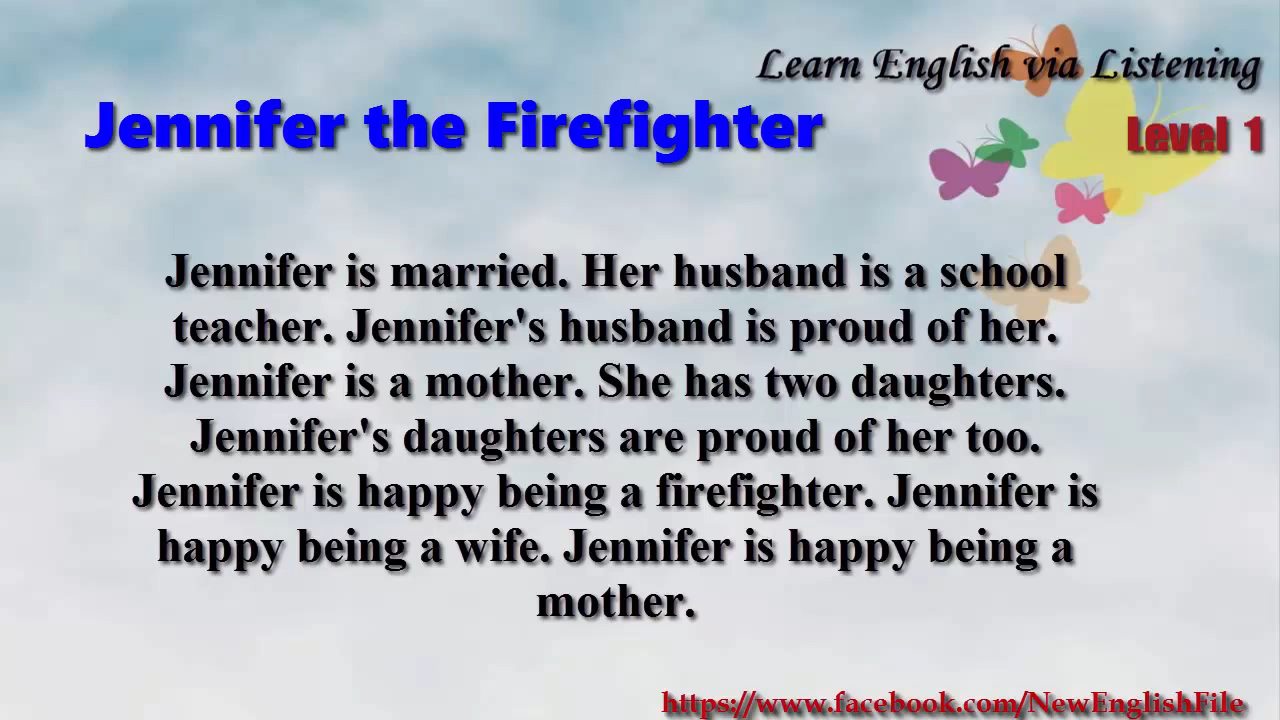 Learn English via Listening
Jennifer the Firefighter
Level 1
Jennifer is married. Her husband is a school
teacher. Jennifer's husband is proud of her.
Jennifer is a mother. She has two daughters.
Jennifer's daughters are proud of her too.
Jennifer is happy being a firefighter. Jennifer is
happy being a wife. Jennifer is happy being a
mother.
https://www.facebook.com/NewEnglishFile